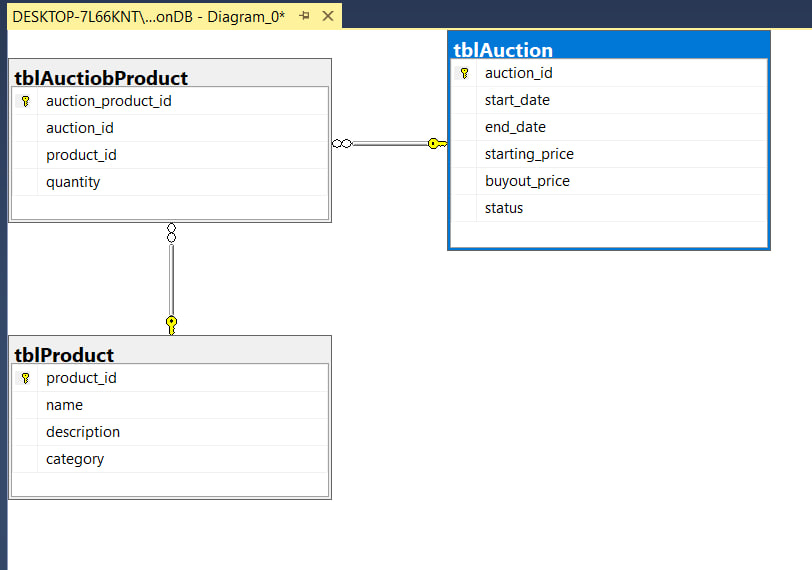 DESKTOP-7L66KNT\...onDB - Diagram_0*
tblAuctiobProduct
auction_product_id
auction_id
product_id
quantity
tblAuction
auction_id
start_date
end_date
starting_price
buyout_price
status
tblProduct
product_id
name
description
category